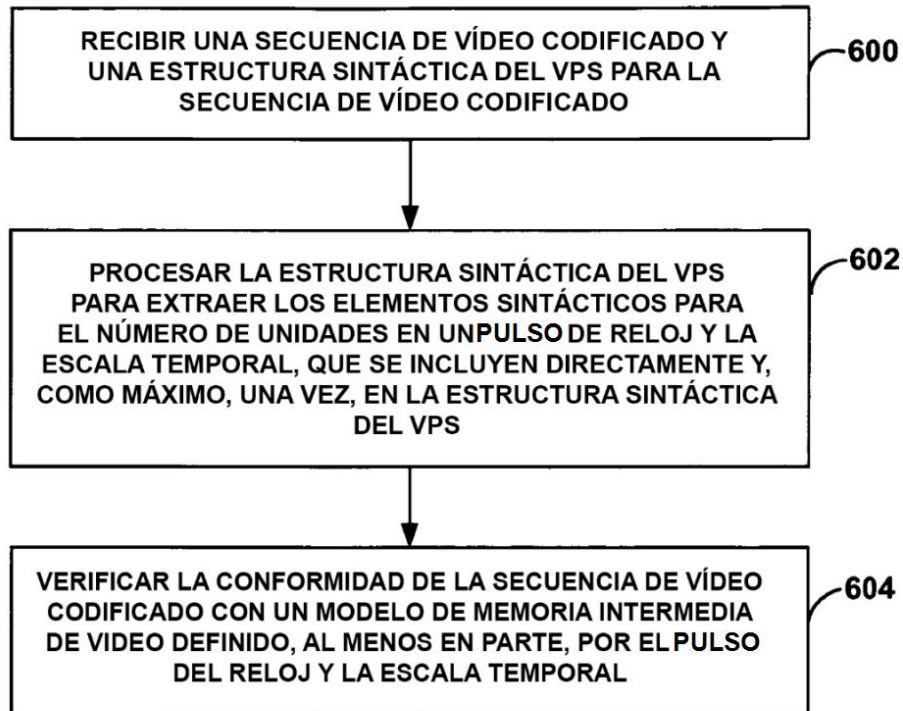 RECIBIR UNA SECUENCIA DE VÍDEO CODIFICADO Y
UNA ESTRUCTURA SINTÁCTICA DEL VPS PARA LA
SECUENCIA DE VÍDEO CODIFICADO
600
PROCESAR LA ESTRUCTURA SINTÁCTICA DEL VPS
PARA EXTRAER LOS ELEMENTOS SINTÁCTICOS PARA
EL NÚMERO DE UNIDADES EN UN PULSO DE RELOJ Y LA
ESCALA TEMPORAL, QUE SE INCLUYEN DIRECTAMENTE Y,
COMO MÁXIMO, UNA VEZ, EN LA ESTRUCTURA SINTÁCTICA
DEL VPS
602
VERIFICAR LA CONFORMIDAD DE LA SECUENCIA DE VÍDEO
CODIFICADO CON UN MODELO DE MEMORIA INTERMEDIA
DE VIDEO DEFINIDO, AL MENOS EN PARTE, POR EL PULSO
DEL RELOJ Y LA ESCALA TEMPORAL
604